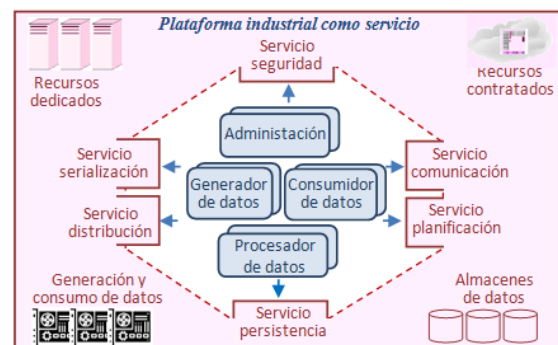 Plataforma industrial como servicio
Servicio
seguridad
Recursos
dedicados
Recursos
contratados
Administación
Servicio
serialización
Servicio
comunicación
Generador
de datos
Consumidor
de datos
Servicio
distribución
Servicio
planificación
Procesador
de datos
Generación y
consumo de datos
Almacenes
de datos
Servicio
persistencia